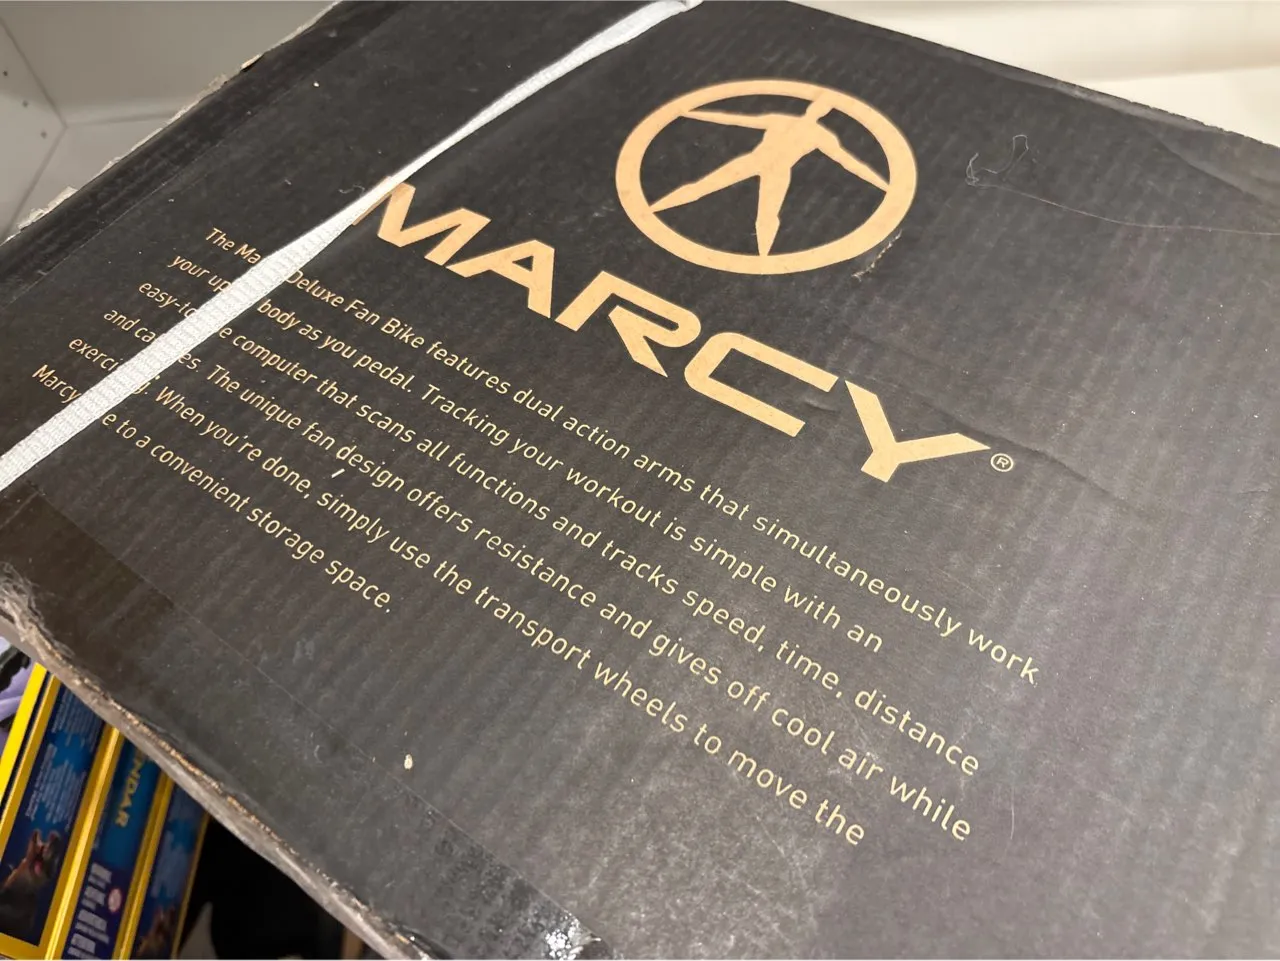 MARCY®
The Ma Deluxe Fan Bike features dual action arms that simultaneously work
your up body as you pedal. Tracking your workout is simple with an
easy-to e computer that scans all functions and tracks speed, time, distance
and ca es. The unique fan design offers resistance and gives off cool air while
exerci g. When you're done, simply use the transport wheels to move the
Marcy e to a convenient storage space.
NDAR